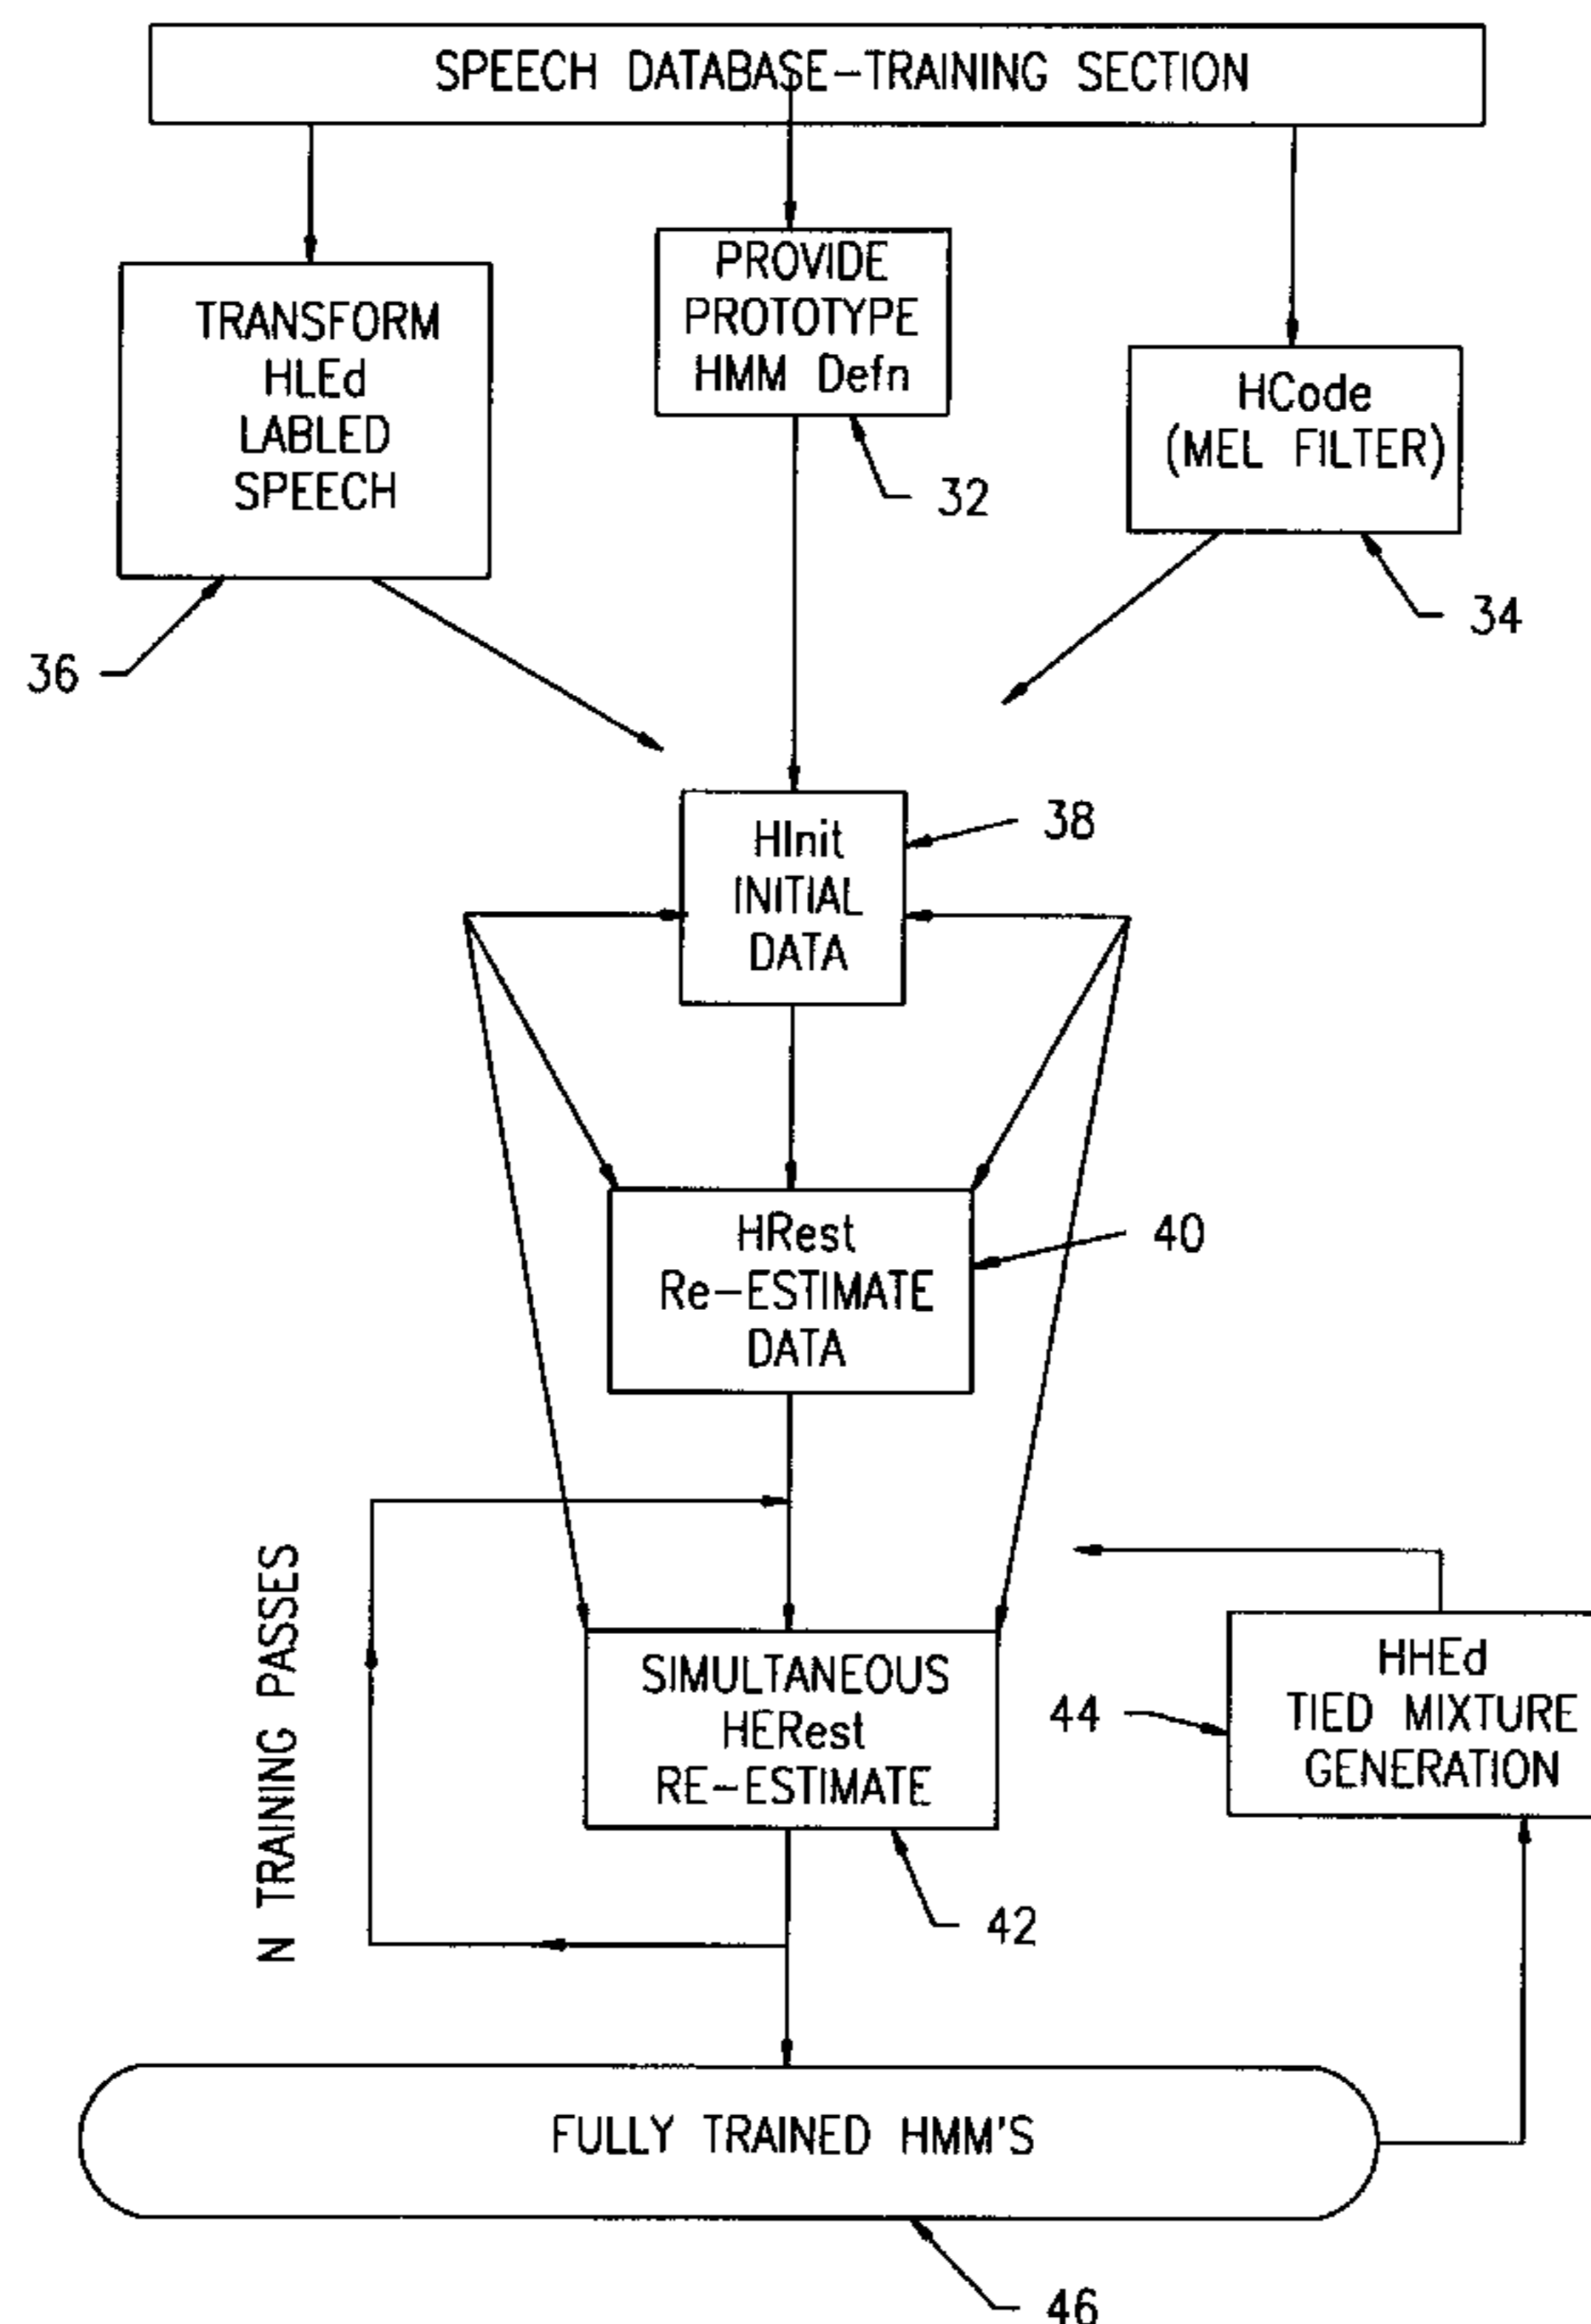 SPEECH DATABASE-TRAINING SECTION
TRANSFORM
HLEd
LABLED
SPEECH
36
PROVIDE
PROTOTYPE
HMM Defn
32
HCode
(MEL FILTER)
34
HInit
INITIAL
DATA
38
HRest
Re-ESTIMATE
DATA
40
N TRAINING PASSES
SIMULTANEOUS
HERest
RE-ESTIMATE
42
HHEd
TIED MIXTURE
GENERATION
44
FULLY TRAINED HMM'S
46